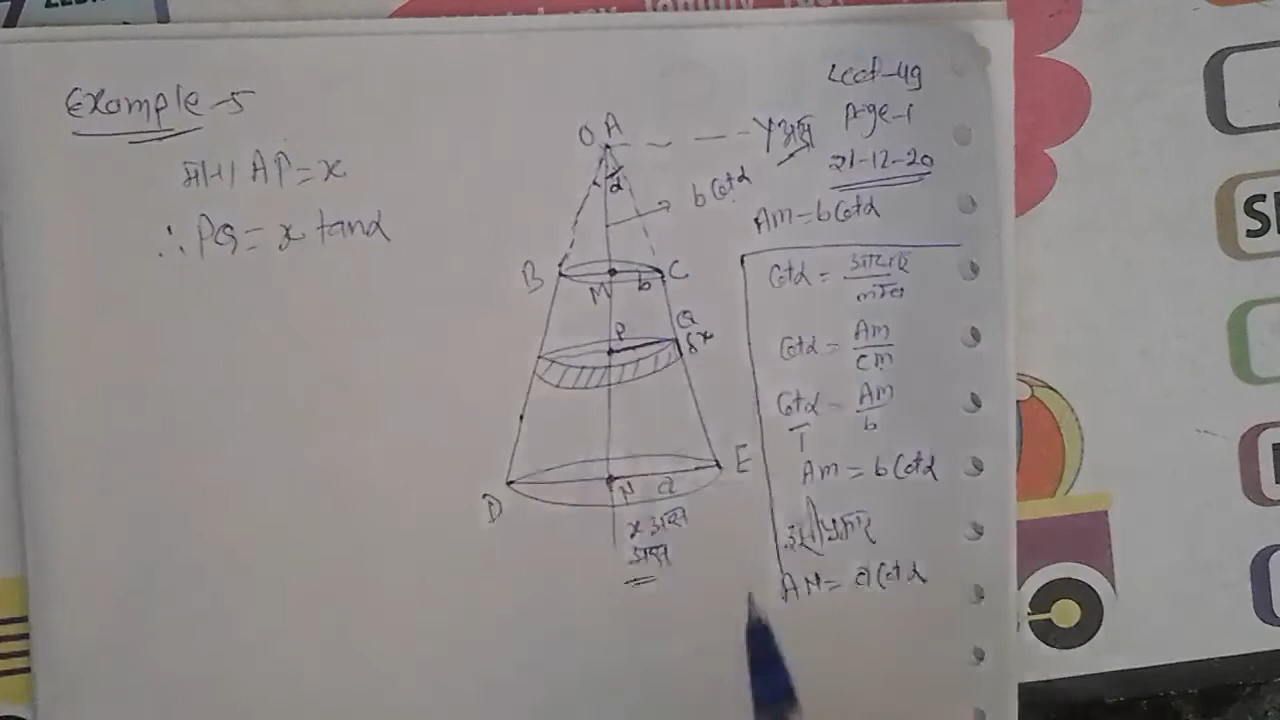 Example-5
माना AP=x
∴ PQ= x tanα
Lect-49
Page-1
21-12-20
O A
Y अक्ष
α
b Cotα
AM=b Cotα
B
M
b
C
P
Q
δx
D
N
a
E
x अक्ष
अक्ष
Cotα = आधार / लम्ब
Cotα = AM / CM
Cotα = AM / b
AM = b Cotα
इसी प्रकार
AN= a Cotα